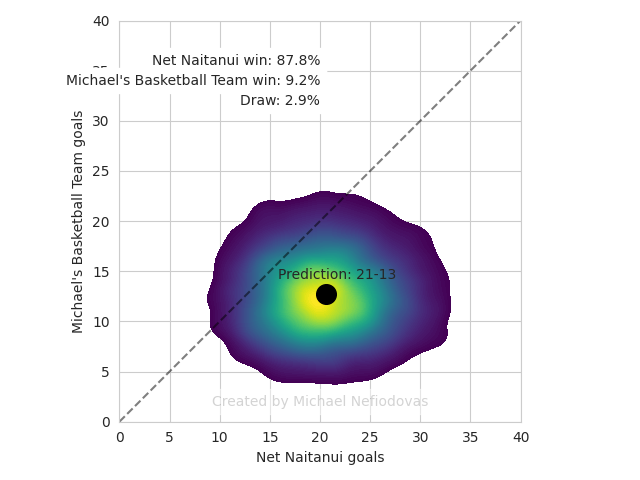 40
Net Naitanui win: 87.8%
Michael's Basketball Team win: 9.2%
Draw: 2.9%
30
25
20
15
10
5
0
Michael's Basketball Team goals
Prediction: 21-13
Created by Michael Nefiodovas
0 5 10 15 20 25 30 35 40
Net Naitanui goals